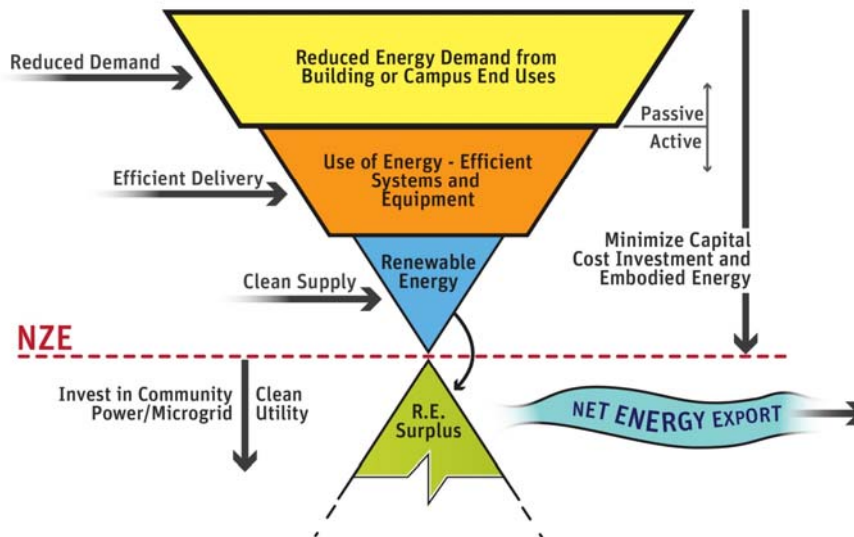 Reduced Demand
Reduced Energy Demand from
Building or Campus End Uses
Passive
Active
Efficient Delivery
Use of Energy - Efficient
Systems and
Equipment
Minimize Capital
Cost Investment and
Embodied Energy
Clean Supply
Renewable
Energy
NZE
Invest in Community
Power/Microgrid
Clean
Utility
R.E.
Surplus
NET ENERGY EXPORT